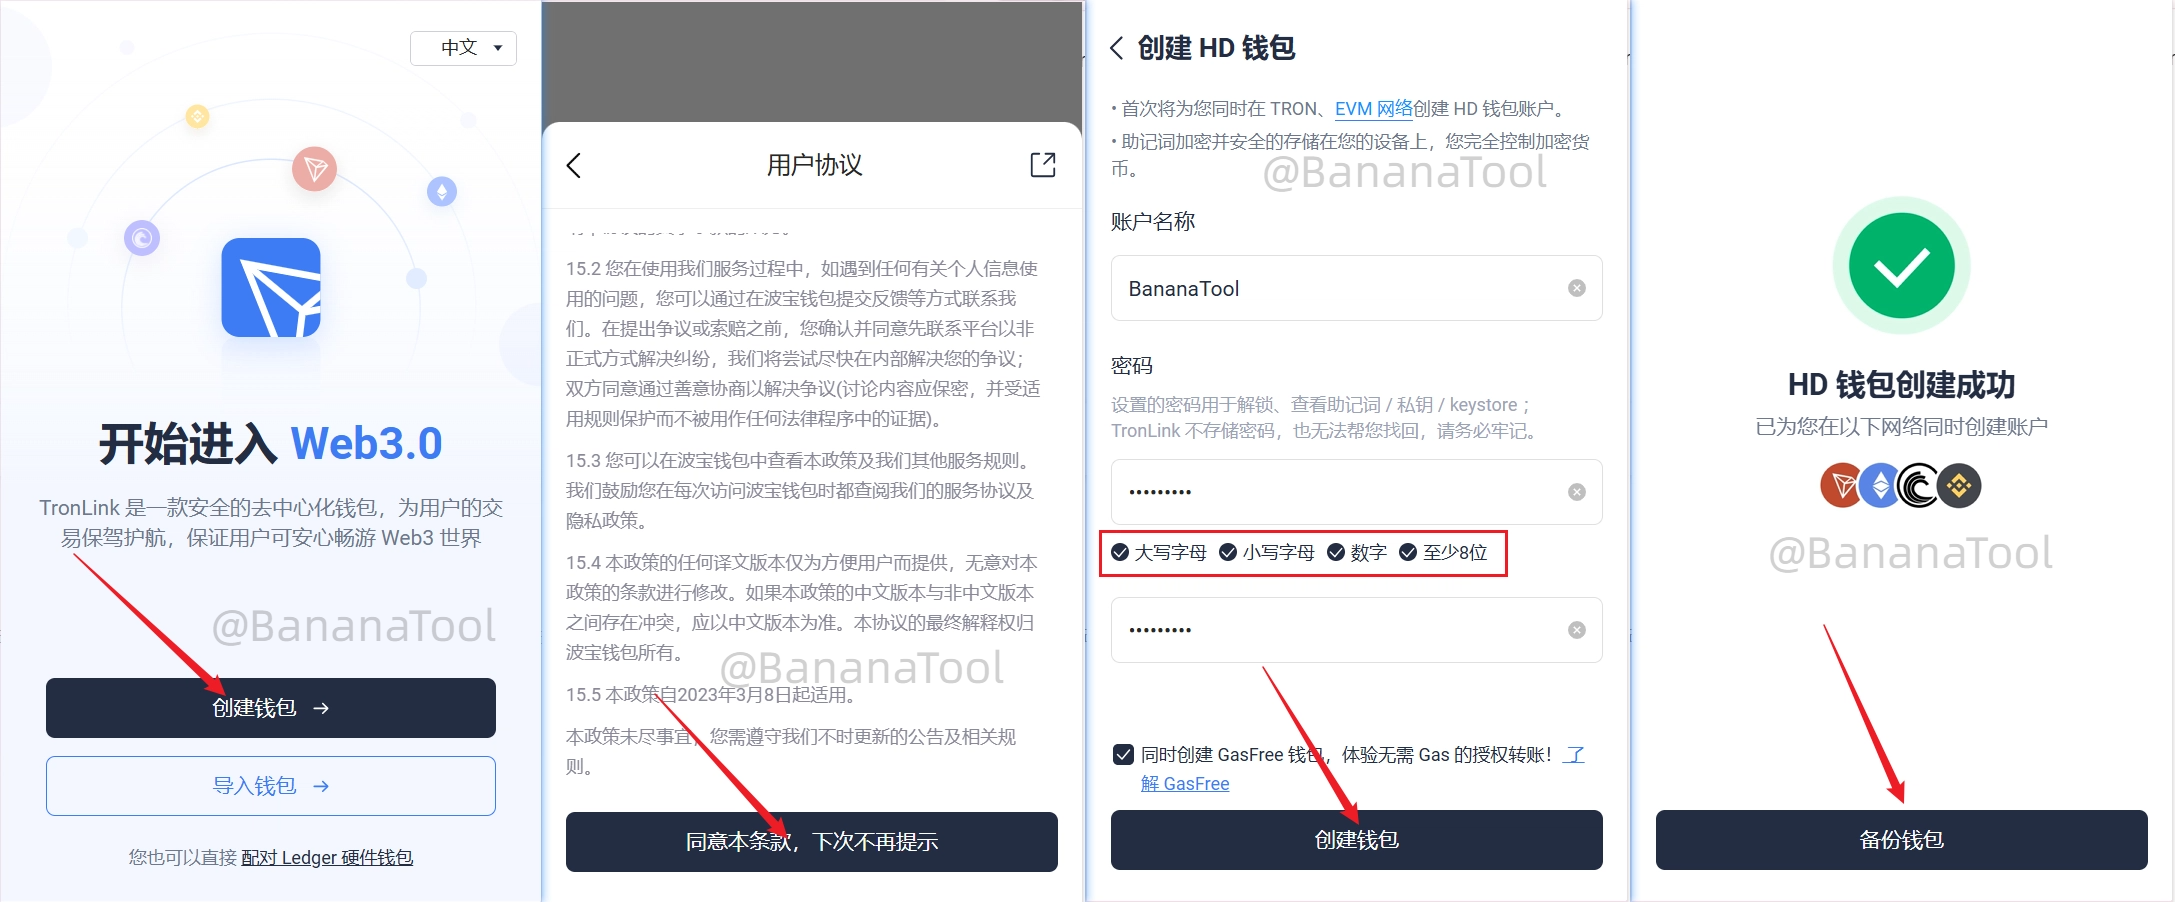 中文
开始进入 Web3.0
TronLink 是一款安全的去中心化钱包，为用户的交
易保驾护航，保证用户可安心畅游 Web3 世界
@BananaTool
创建钱包 →
导入钱包 →
您也可以直接 配对 Ledger 硬件钱包
用户协议
15.2 您在使用我们服务过程中，如遇到任何有关个人信息使
用的问题，您可以通过在波宝钱包提交反馈等方式联系我
们。在提出争议或索赔之前，您确认并同意先联系平台以非
正式方式解决纠纷，我们将尝试尽快在内部解决您的争议；
双方同意通过善意协商以解决争议(讨论内容应保密，并受适
用规则保护而不被用作任何法律程序中的证据)。
15.3 您可以在波宝钱包中查看本政策及我们其他服务规则。
我们鼓励您在每次访问波宝钱包时都查阅我们的服务协议及
隐私政策。
15.4 本政策的任何译文版本仅为方便用户而提供，无意对本
政策的条款进行修改。如果本政策的中文版本与非中文版本
之间存在冲突，应以中文版本为准。本协议的最终解释权归
波宝钱包所有。
@BananaTool
15.5 本政策自2023年3月8日起适用。
本政策未尽事宜，您需遵守我们不时更新的公告及相关规
则。
同意本条款，下次不再提示
创建 HD 钱包
• 首次将为您同时在 TRON、EVM 网络创建 HD 钱包账户。
• 助记词加密并安全的存储在您的设备上，您完全控制加密货
币。
@BananaTool
账户名称
BananaTool
密码
设置的密码用于解锁、查看助记词 / 私钥 / keystore；
TronLink 不存储密码，也无法帮您找回，请务必牢记。
•••••••••
大写字母 小写字母 数字 至少8位
•••••••••
同时创建 GasFree 钱包，体验无需 Gas 的授权转账！了
解 GasFree
创建钱包
HD 钱包创建成功
已为您在以下网络同时创建账户
@BananaTool
备份钱包